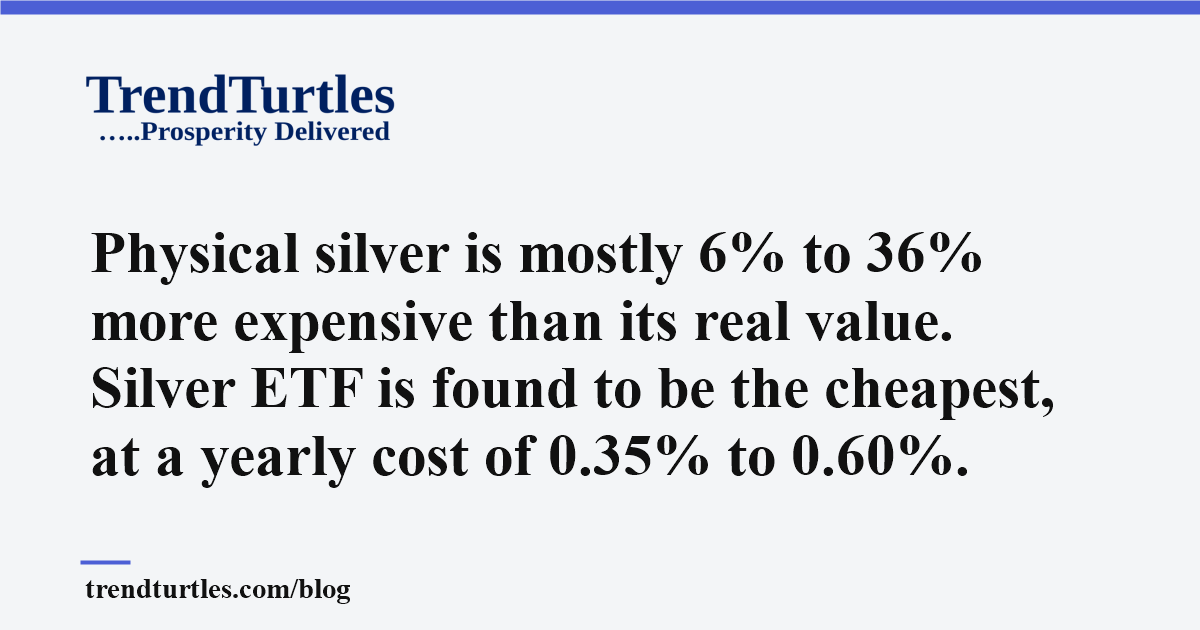 TrendTurtles
.....Prosperity Delivered
Physical silver is mostly 6% to 36%
more expensive than its real value.
Silver ETF is found to be the cheapest,
at a yearly cost of 0.35% to 0.60%.
trendturtles.com/blog